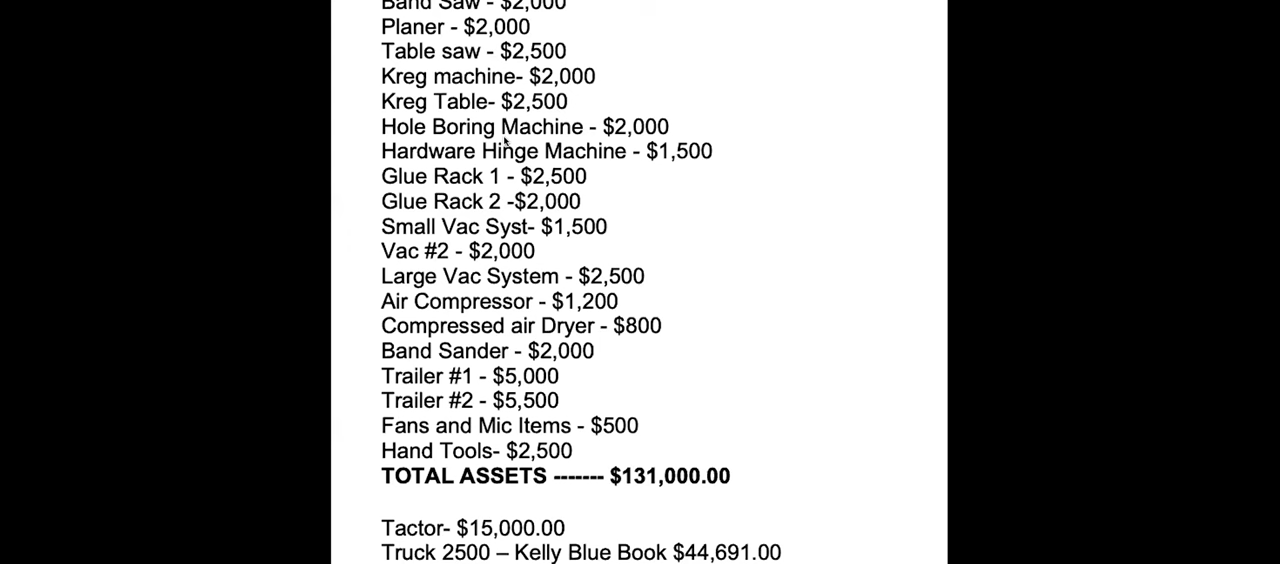 Band Saw - $2,000
Planer - $2,000
Table saw - $2,500
Kreg machine- $2,000
Kreg Table- $2,500
Hole Boring Machine - $2,000
Hardware Hinge Machine - $1,500
Glue Rack 1 - $2,500
Glue Rack 2 -$2,000
Small Vac Syst- $1,500
Vac #2 - $2,000
Large Vac System - $2,500
Air Compressor - $1,200
Compressed air Dryer - $800
Band Sander - $2,000
Trailer #1 - $5,000
Trailer #2 - $5,500
Fans and Mic Items - $500
Hand Tools- $2,500
TOTAL ASSETS ------- $131,000.00
Tactor- $15,000.00
Truck 2500 – Kelly Blue Book $44,691.00